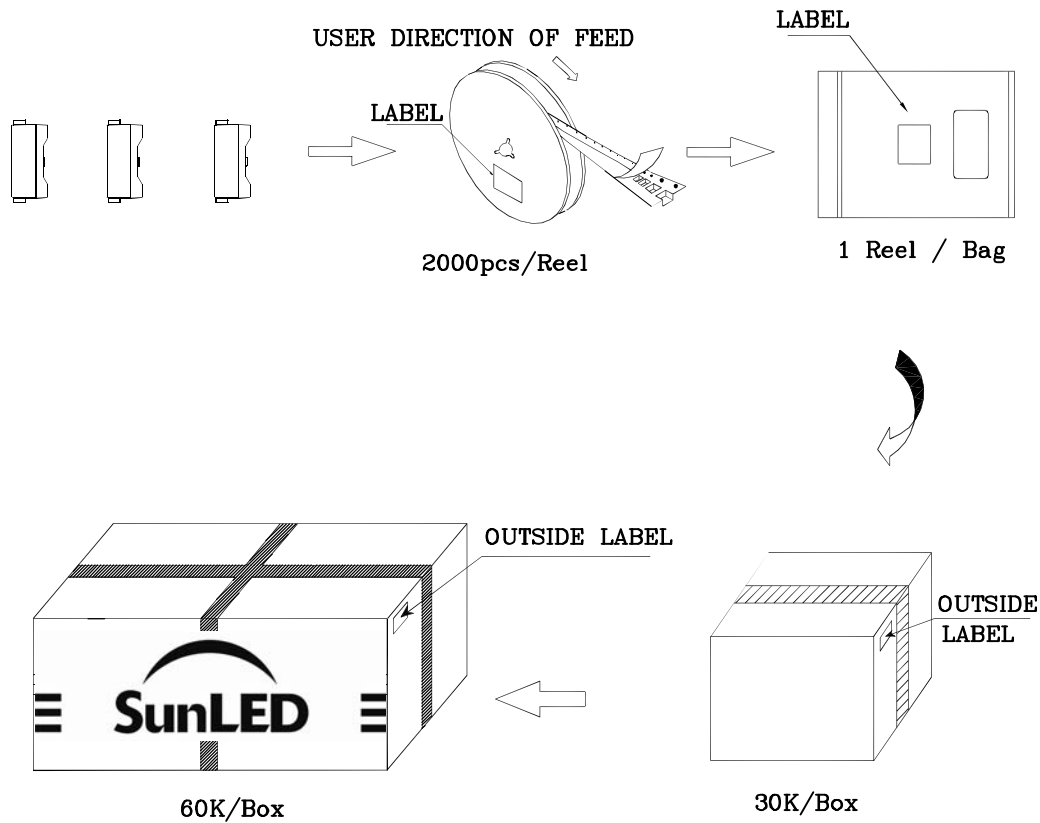 USER DIRECTION OF FEED
LABEL
LABEL
2000pcs/Reel
1 Reel / Bag
OUTSIDE LABEL
OUTSIDE
LABEL
SunLED
60K/Box
30K/Box